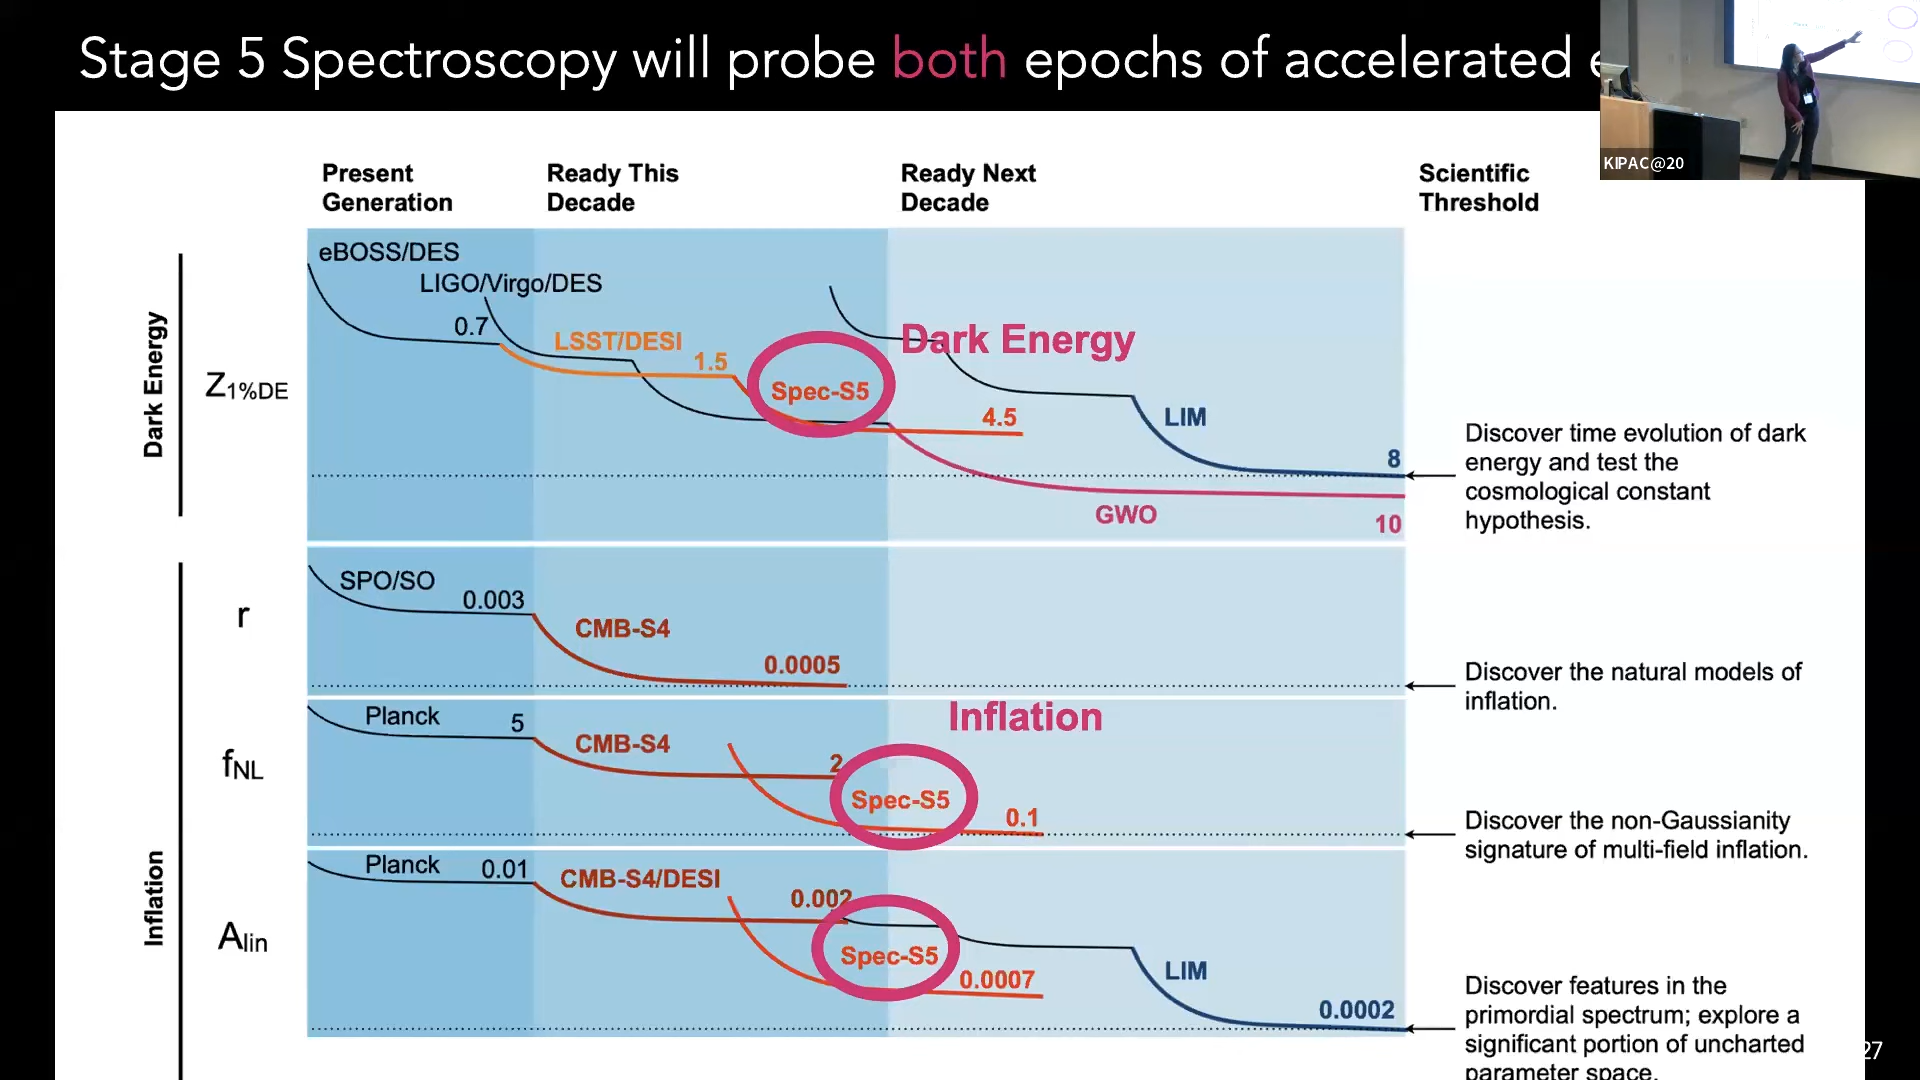 Stage 5 Spectroscopy will probe both epochs of accelerated
KIPAC@20
Present
Generation
Ready This
Decade
Ready Next
Decade
Scientific
Threshold
Dark Energy
Z1%DE
eBOSS/DES
LIGO/Virgo/DES
0.7
LSST/DESI
1.5
Spec-S5
Dark Energy
4.5
LIM
8
GWO
10
Discover time evolution of dark
energy and test the
cosmological constant
hypothesis.
Inflation
r
SPO/SO
0.003
CMB-S4
0.0005
Discover the natural models of
inflation.
fNL
Planck
5
CMB-S4
2
Inflation
Spec-S5
0.1
Discover the non-Gaussianity
signature of multi-field inflation.
Alin
Planck
0.01
CMB-S4/DESI
0.002
Spec-S5
0.0007
LIM
0.0002
Discover features in the
primordial spectrum; explore a
significant portion of uncharted
parameter space.
27